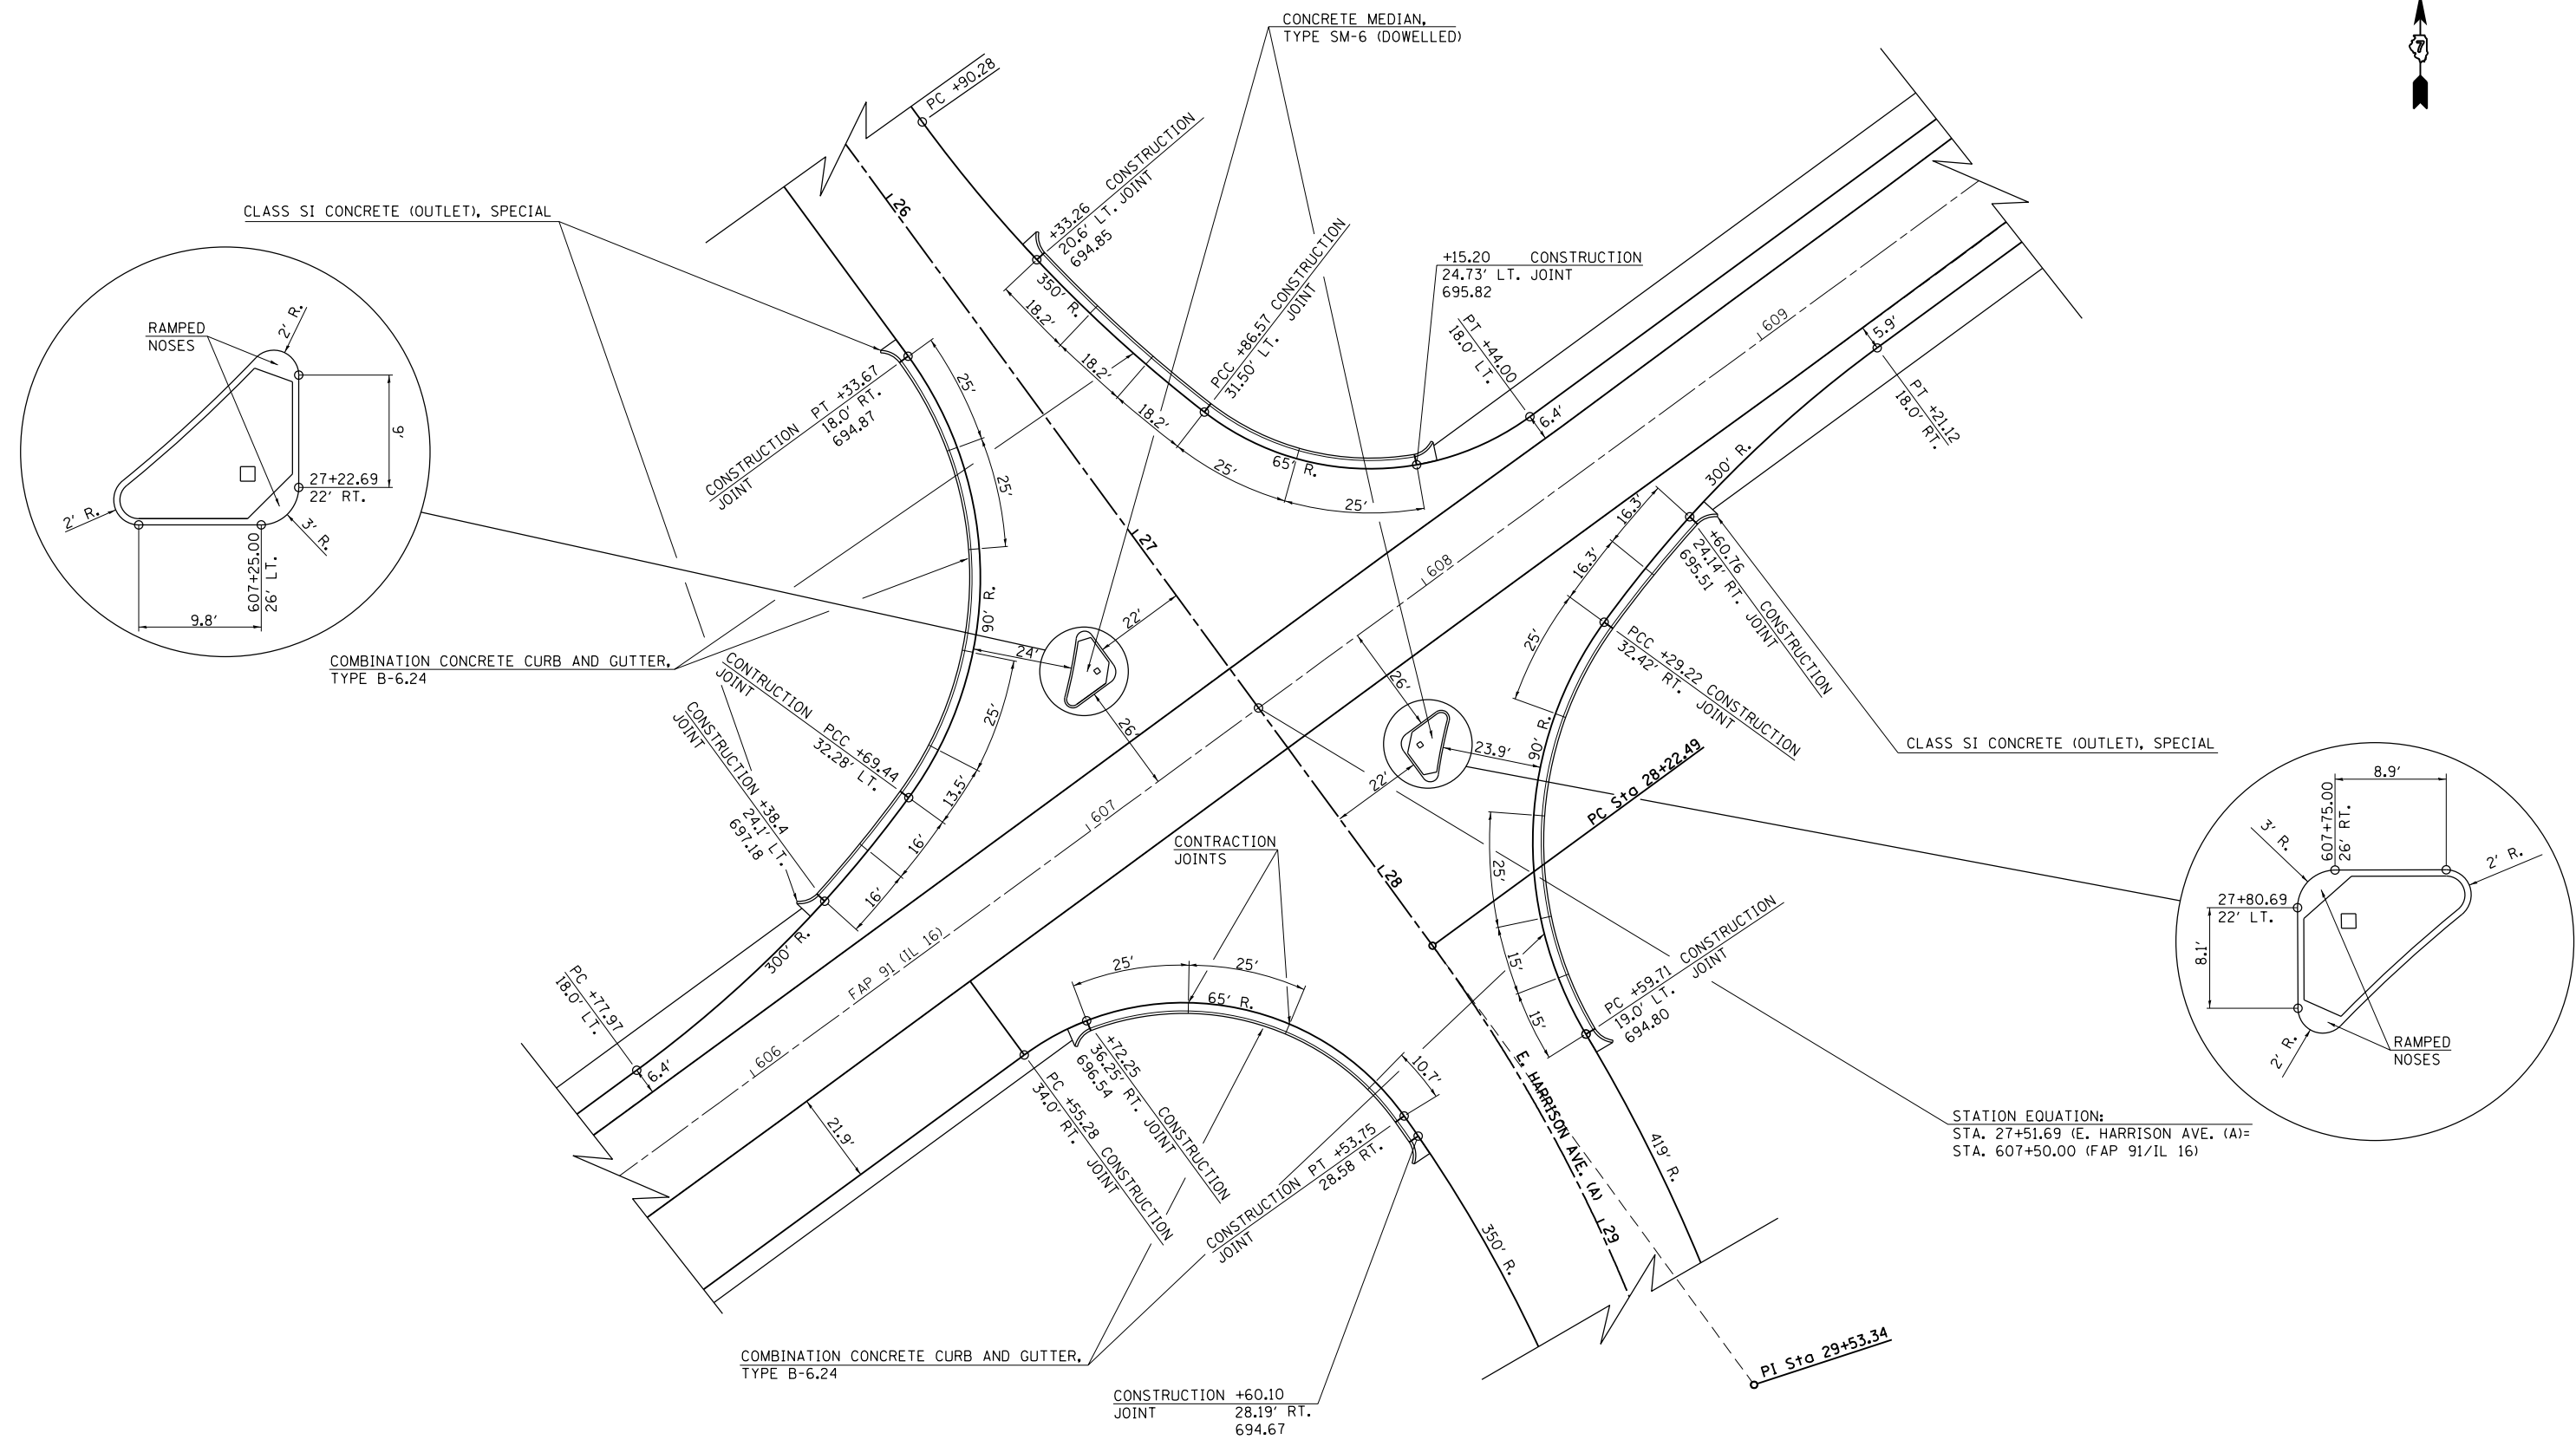 CONCRETE MEDIAN,
TYPE SM-6 (DOWELLED)
7
PC +90.28
26
+33.26 CONSTRUCTION
20.6' LT. JOINT
694.85
CLASS SI CONCRETE (OUTLET), SPECIAL
350' R.
18.2'
18.2'
18.2'
PCC +86.57 CONSTRUCTION
31.50' LT. JOINT
+15.20 CONSTRUCTION
24.73' LT. JOINT
695.82
PT +44.00
18.0' LT.
6.4'
609
5.9'
PT +21.12
18.0' RT.
RAMPED
NOSES
2' R.
9'
27+22.69
22' RT.
2' R.
3' R.
607+25.00
26' LT.
9.8'
CONSTRUCTION PT +33.67
JOINT 18.0' RT.
694.87
25'
25'
25'
65' R.
25'
27
300' R.
16.3'
16.3'
25'
+60.76 CONSTRUCTION
24.14' RT. JOINT
695.51
608
90' R.
22'
24'
26'
COMBINATION CONCRETE CURB AND GUTTER,
TYPE B-6.24
CONTRUCTION PCC +69.44
JOINT 32.28' LT.
25'
13.5'
16'
16'
CONSTRUCTION +38.4
JOINT 24.1' LT.
697.18
26'
23.9'
22'
90' R.
PCC +29.22 CONSTRUCTION
32.42' RT. JOINT
CLASS SI CONCRETE (OUTLET), SPECIAL
PC Sta 28+22.49
607
CONTRACTION
JOINTS
28
25'
15'
15'
PC +59.71 CONSTRUCTION
19.0' LT. JOINT
694.80
8.9'
3' R.
607+75.00
26' RT.
2' R.
27+80.69
22' LT.
8.1'
2' R.
RAMPED
NOSES
300' R.
FAP 91 (IL 16)
PC +77.97
18.0' LT.
6.4'
606
21.9'
25'
25'
65' R.
+72.25 CONSTRUCTION
36.25' RT. JOINT
696.54
PC +55.28 CONSTRUCTION
34.0' RT. JOINT
10.7'
CONSTRUCTION PT +53.75
JOINT 28.58 RT.
E. HARRISON AVE. (A)
29
419' R.
350' R.
STATION EQUATION:
STA. 27+51.69 (E. HARRISON AVE. (A)=
STA. 607+50.00 (FAP 91/IL 16)
COMBINATION CONCRETE CURB AND GUTTER,
TYPE B-6.24
PI Sta 29+53.34
CONSTRUCTION +60.10
JOINT 28.19' RT.
694.67